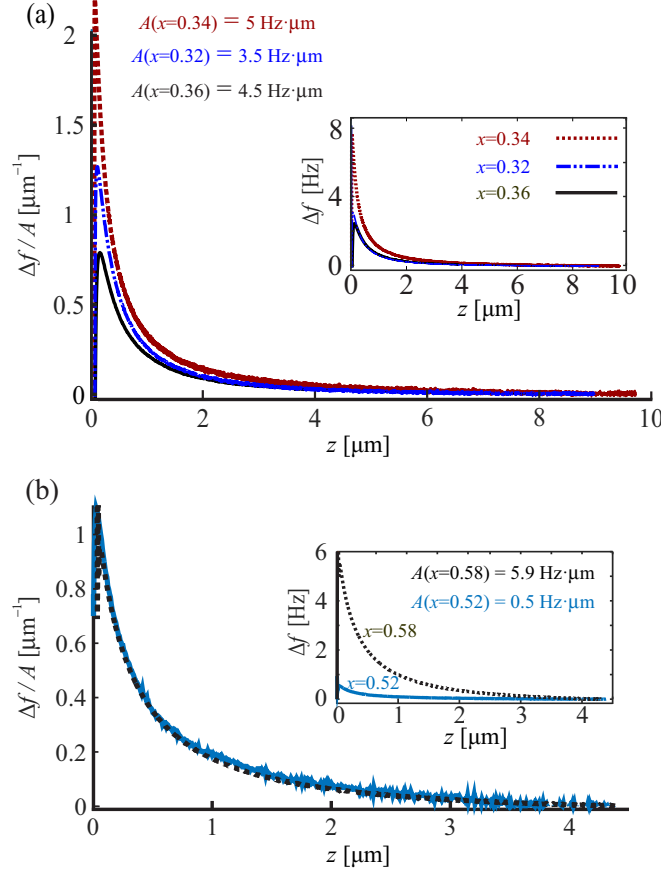 (a)
A(x=0.34) = 5 Hz·µm
A(x=0.32) = 3.5 Hz·µm
A(x=0.36) = 4.5 Hz·µm
2
1.5
1
0.5
0
Δf / A [µm⁻¹]
0 2 4 6 8 10
z [µm]
8
4
0
Δf [Hz]
x=0.34
x=0.32
x=0.36
0 2 4 6 8 10
z [µm]
(b)
1
0.8
0.6
0.4
0.2
0
Δf / A [µm⁻¹]
0 1 2 3 4
z [µm]
6
4
2
0
Δf [Hz]
A(x=0.58) = 5.9 Hz·µm
A(x=0.52) = 0.5 Hz·µm
x=0.58
x=0.52
0 1 2 3 4
z [µm]